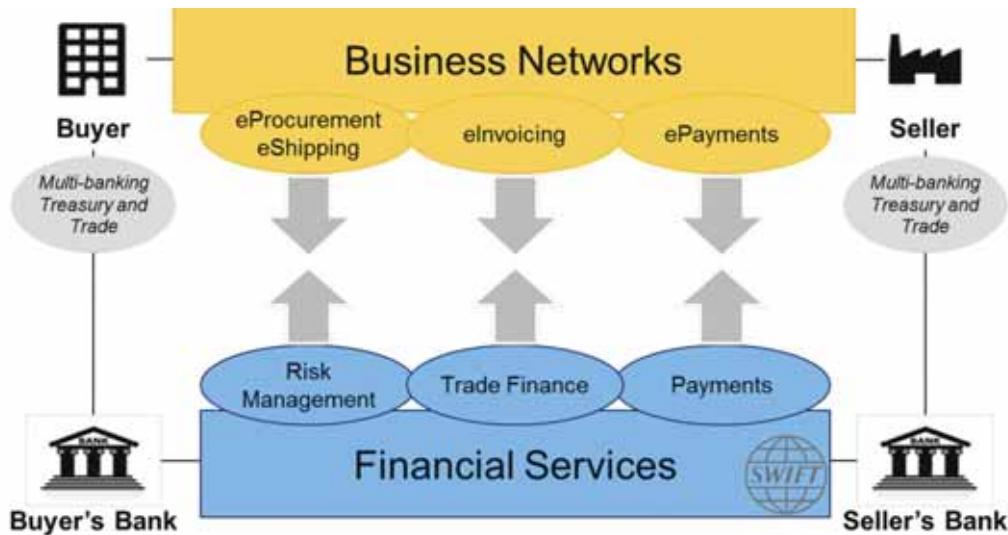 Business Networks
Buyer
Seller
eProcurement
eShipping
eInvoicing
ePayments
Multi-banking
Treasury and
Trade
Multi-banking
Treasury and
Trade
Risk
Management
Trade Finance
Payments
BANK
BANK
Financial Services
SWIFT
Buyer's Bank
Seller's Bank